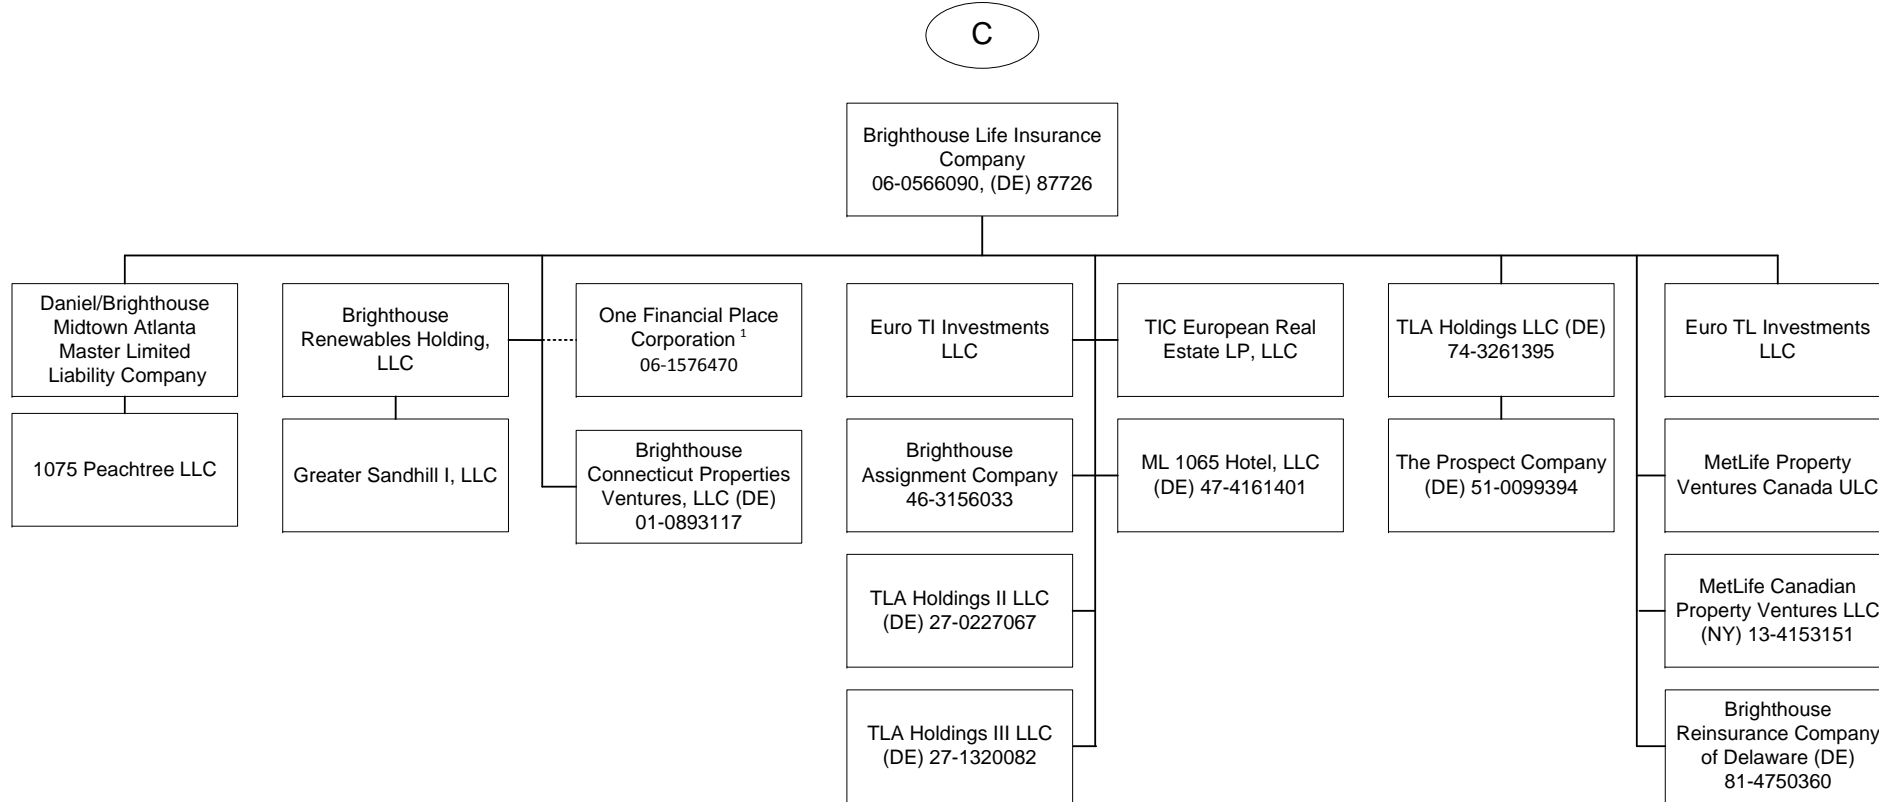 C
Brighthouse Life Insurance
Company
06-0566090, (DE) 87726
Daniel/Brighthouse
Midtown Atlanta
Master Limited
Liability Company
Brighthouse
Renewables Holding,
LLC
One Financial Place
Corporation ¹
06-1576470
Euro TI Investments
LLC
TIC European Real
Estate LP, LLC
TLA Holdings LLC (DE)
74-3261395
Euro TL Investments
LLC
1075 Peachtree LLC
Greater Sandhill I, LLC
Brighthouse
Connecticut Properties
Ventures, LLC (DE)
01-0893117
Brighthouse
Assignment Company
46-3156033
ML 1065 Hotel, LLC
(DE) 47-4161401
The Prospect Company
(DE) 51-0099394
MetLife Property
Ventures Canada ULC
TLA Holdings II LLC
(DE) 27-0227067
MetLife Canadian
Property Ventures LLC
(NY) 13-4153151
TLA Holdings III LLC
(DE) 27-1320082
Brighthouse
Reinsurance Company
of Delaware (DE)
81-4750360